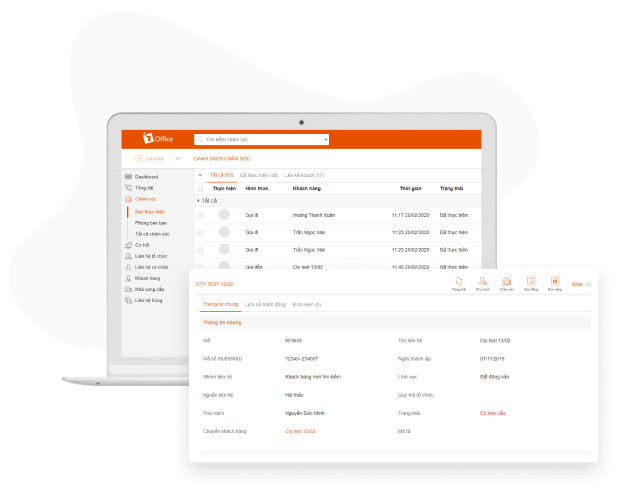 1Office
Tìm kiếm chăm sóc
Tạo mới
DANH SÁCH CHĂM SÓC
Dashboard
Tổng đài
Chăm sóc
Bạn thực hiện
Phòng ban bạn
Tất cả chăm sóc
Cơ hội
Liên hệ tổ chức
Liên hệ cá nhân
Khách hàng
Nhà cung cấp
Liên hệ trùng
Tất cả (65) Đã thực hiện (48) Lên kế hoạch (17)
Thực hiện Hình thức Khách hàng Thời gian Trạng thái
Tất cả
Gọi đi Hoàng Thanh Xuân 11:17 20/02/2020 Đã thực hiện
Gọi đi Trần Ngọc Mai 11:23 20/02/2020 Đã thực hiện
Gọi đi Trần Ngọc Mai 11:23 20/02/2020 Đã thực hiện
Gọi đến Cty test 13/02 11:45 20/02/2020 Đã thực hiện
CTY TEST 13/02
Trạng thái Phụ trách Chăm sóc Hợp đồng Đơn hàng Khác
Thông tin chung Lịch sử hành động Đính kèm (0)
Thông tin chung
Mã 001645 Tên liên hệ Cty test 13/02
Mã số thuế/ĐKKD 12345- 234567 Ngày thành lập 01/11/2019
Nhóm liên hệ Khách hàng mới tìm kiếm Lĩnh vực Bất động sản
Nguồn liên hệ Hội thảo Quy mô tổ chức
Phụ trách Nguyễn Đức Minh Trạng thái Có nhu cầu
Chuyển khách hàng Cty test 13/02 Mô tả